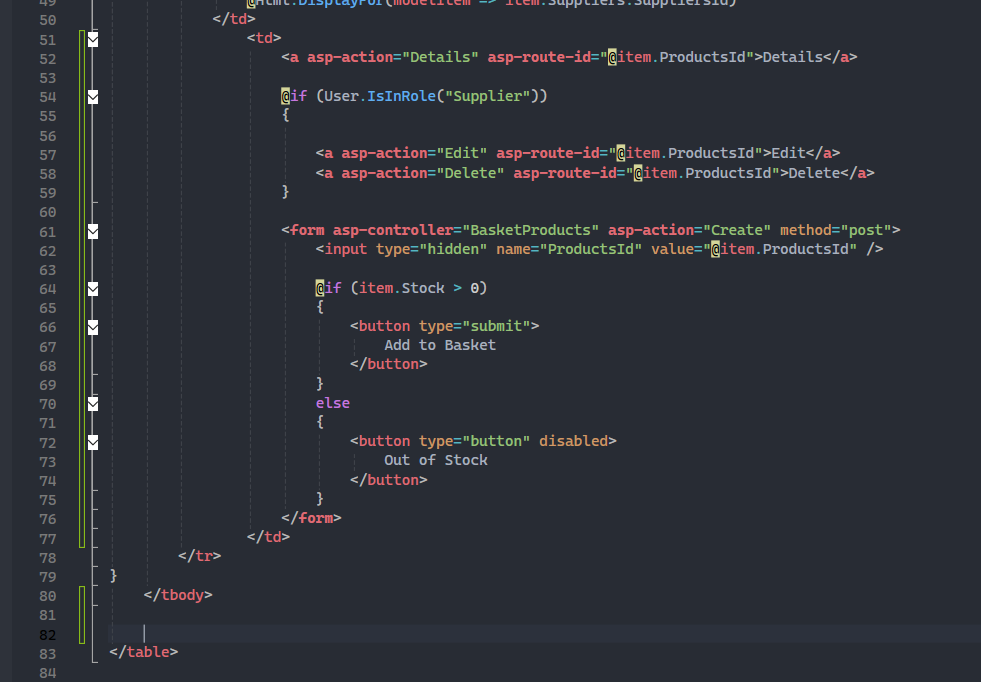 49 @Html.DisplayFor(modelItem => item.Suppliers.SuppliersId)
50 </td>
51 <td>
52 <a asp-action="Details" asp-route-id="@item.ProductsId">Details</a>
53
54 @if (User.IsInRole("Supplier"))
55 {
56
57 <a asp-action="Edit" asp-route-id="@item.ProductsId">Edit</a>
58 <a asp-action="Delete" asp-route-id="@item.ProductsId">Delete</a>
59 }
60
61 <form asp-controller="BasketProducts" asp-action="Create" method="post">
62 <input type="hidden" name="ProductsId" value="@item.ProductsId" />
63
64 @if (item.Stock > 0)
65 {
66 <button type="submit">
67 Add to Basket
68 </button>
69 }
70 else
71 {
72 <button type="button" disabled>
73 Out of Stock
74 </button>
75 }
76 </form>
77 </td>
78 </tr>
79 }
80 </tbody>
81
82
83 </table>
84